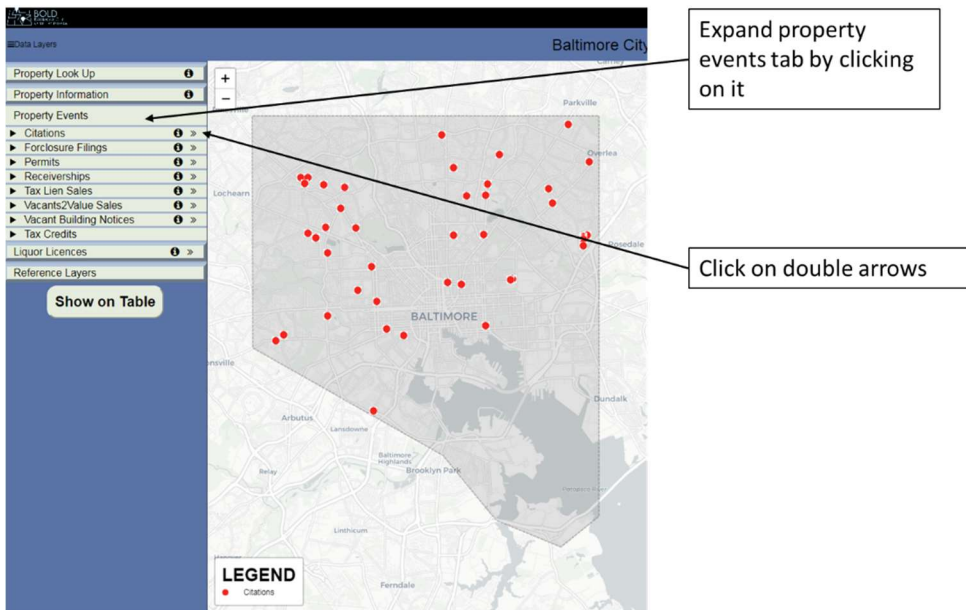 BOLD
≡Data Layers
Baltimore City
Property Look Up
Property Information
Property Events
Citations
Forclosure Filings
Permits
Receiverships
Tax Lien Sales
Vacants2Value Sales
Vacant Building Notices
Tax Credits
Liquor Licences
Reference Layers
Show on Table
+
−
Carney
Parkville
Overlea
Lochearn
Rosedale
BALTIMORE
Dundalk
Arbutus
Lansdowne
Baltimore
Highlands
Relay
Brooklyn Park
Linthicum
Ferndale
LEGEND
Citations
Expand property
events tab by clicking
on it
Click on double arrows